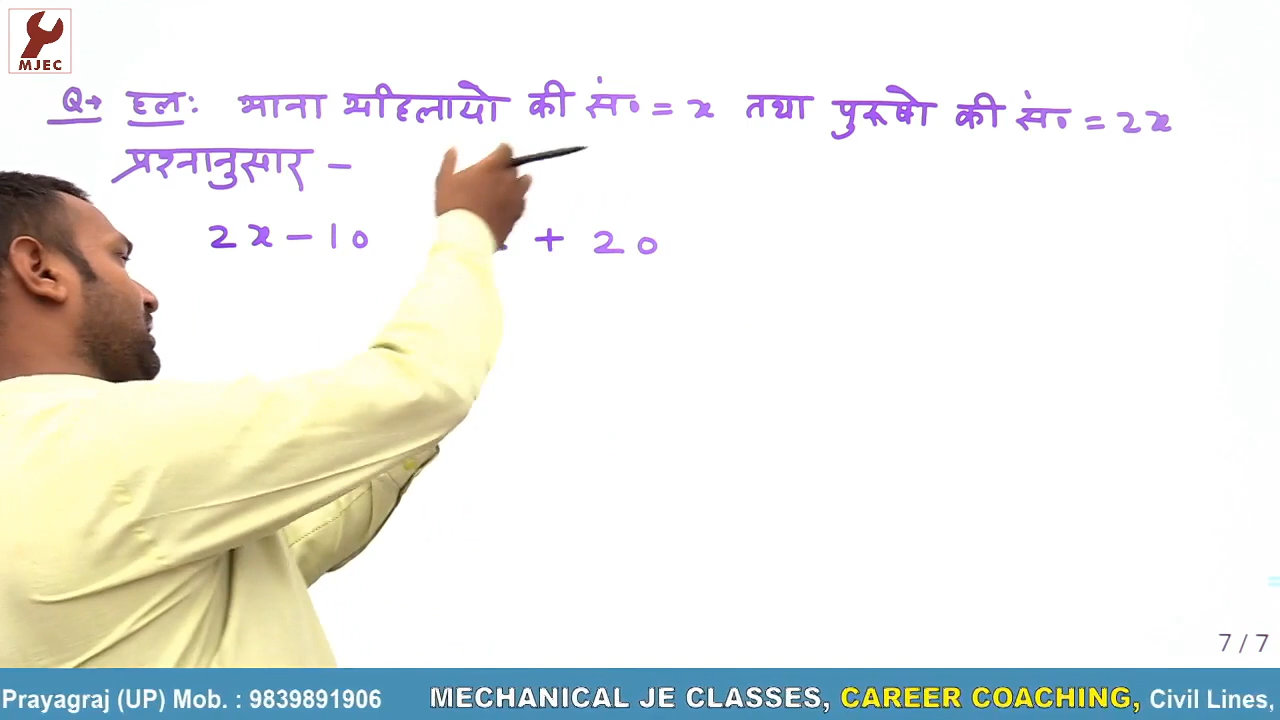 MJEC
Q→ हल: माना महिलायो की सं० = x तथा पुरूषो की सं० = 2x
प्रश्नानुसार –
2x – 10 + 20
7 / 7
Prayagraj (UP) Mob. : 9839891906 MECHANICAL JE CLASSES, CAREER COACHING, Civil Lines,